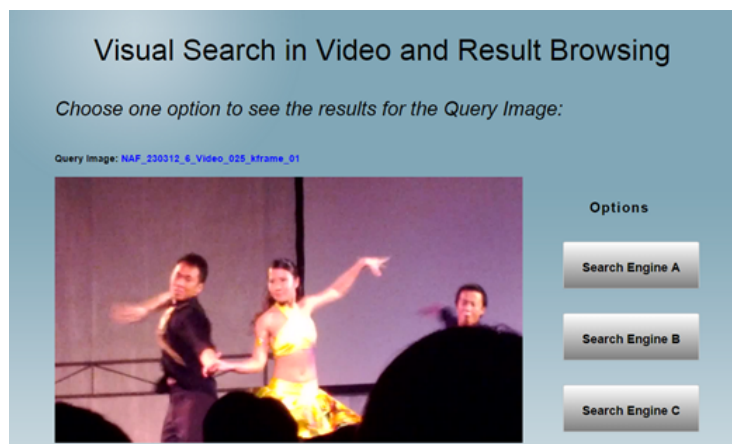 Visual Search in Video and Result Browsing
Choose one option to see the results for the Query Image:
Query Image: NAF_230312_6_Video_025_kframe_01
Options
Search Engine A
Search Engine B
Search Engine C